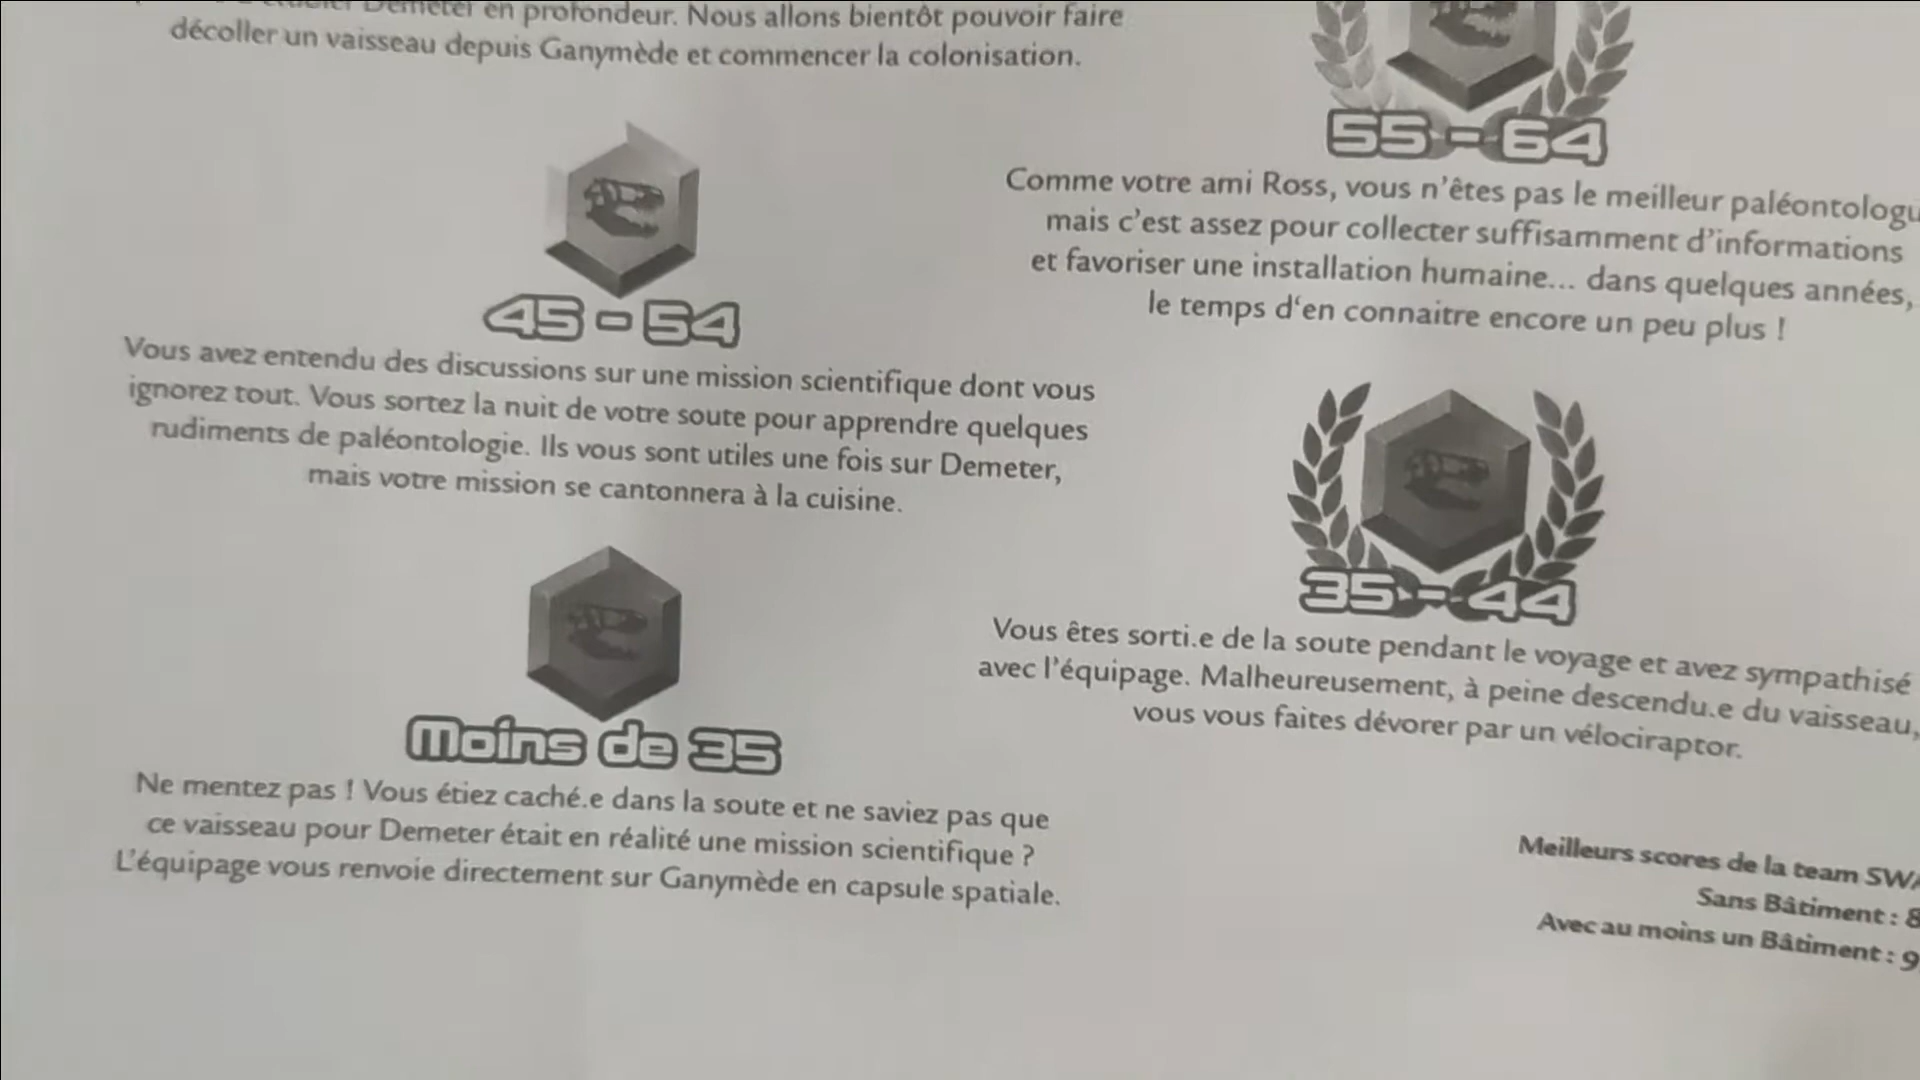 Demeter en profondeur. Nous allons bientôt pouvoir faire
décoller un vaisseau depuis Ganymède et commencer la colonisation.
55 - 64
Comme votre ami Ross, vous n'êtes pas le meilleur
mais c'est assez pour collecter suffisamment d'informations
et favoriser une installation humaine... dans quelques années,
le temps d'en connaitre encore un peu plus !
45 - 54
Vous avez entendu des discussions sur une mission scientifique dont vous
ignorez tout. Vous sortez la nuit de votre soute pour apprendre quelques
rudiments de paléontologie. Ils vous sont utiles une fois sur Demeter,
mais votre mission se cantonnera à la cuisine.
35 - 44
Vous êtes sorti.e de la soute pendant le voyage et avez sympathisé
avec l'équipage. Malheureusement, à peine descendu.e du vaisseau,
vous vous faites dévorer par un vélociraptor.
Moins de 35
Ne mentez pas ! Vous étiez caché.e dans la soute et ne saviez pas que
ce vaisseau pour Demeter était en réalité une mission scientifique ?
L'équipage vous renvoie directement sur Ganymède en capsule spatiale.
Meilleurs scores de la team
Sans Bâtiment :
Avec au moins un Bâtiment :